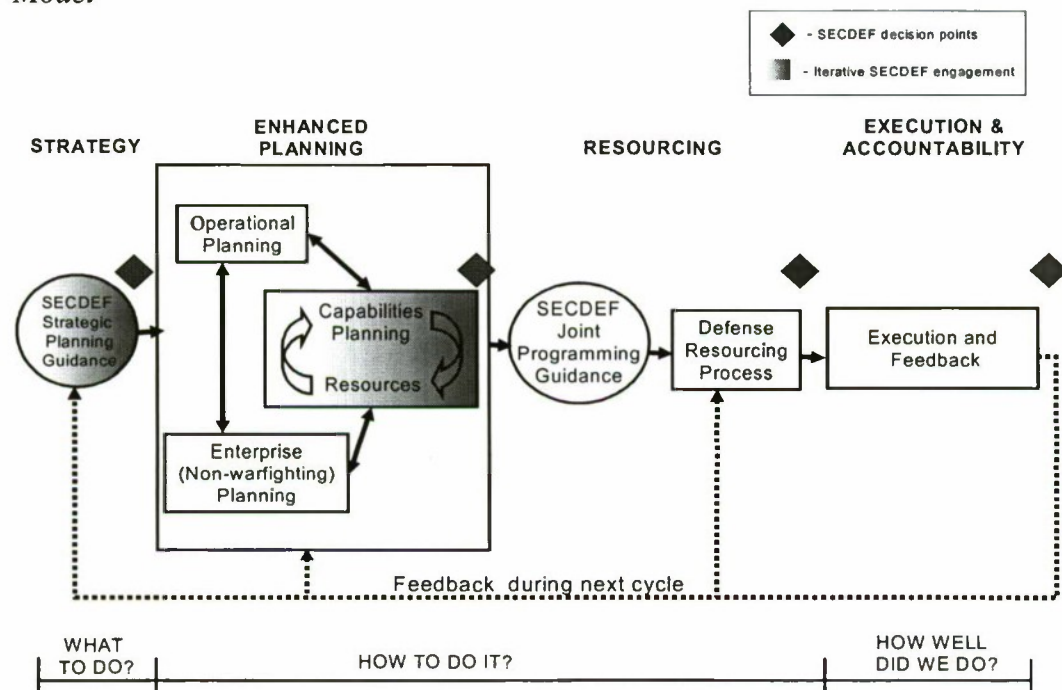 Model
- SECDEF decision points
- Iterative SECDEF engagement
STRATEGY
ENHANCED
PLANNING
RESOURCING
EXECUTION &
ACCOUNTABILITY
Operational
Planning
SECDEF
Strategic
Planning
Guidance
Capabilities
Planning
Resources
Enterprise
(Non-warfighting)
Planning
SECDEF
Joint
Programming
Guidance
Defense
Resourcing
Process
Execution and
Feedback
Feedback during next cycle
WHAT
TO DO?
HOW TO DO IT?
HOW WELL
DID WE DO?